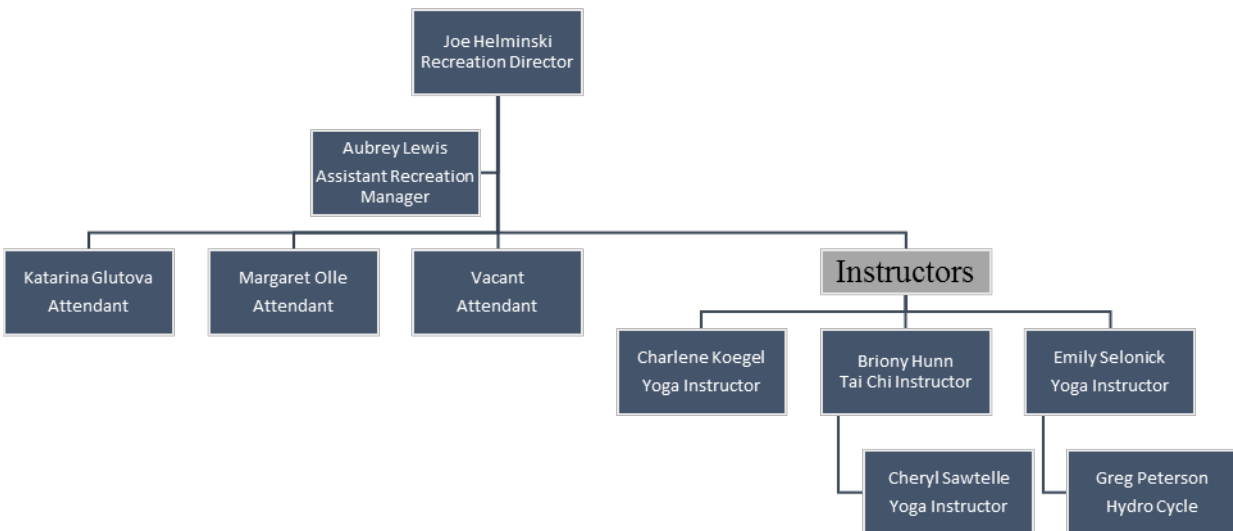 Joe Helminski
Recreation Director
Aubrey Lewis
Assistant Recreation
Manager
Katarina Glutova
Attendant
Margaret Olle
Attendant
Vacant
Attendant
Instructors
Charlene Koegel
Yoga Instructor
Briony Hunn
Tai Chi Instructor
Emily Selonick
Yoga Instructor
Cheryl Sawtelle
Yoga Instructor
Greg Peterson
Hydro Cycle